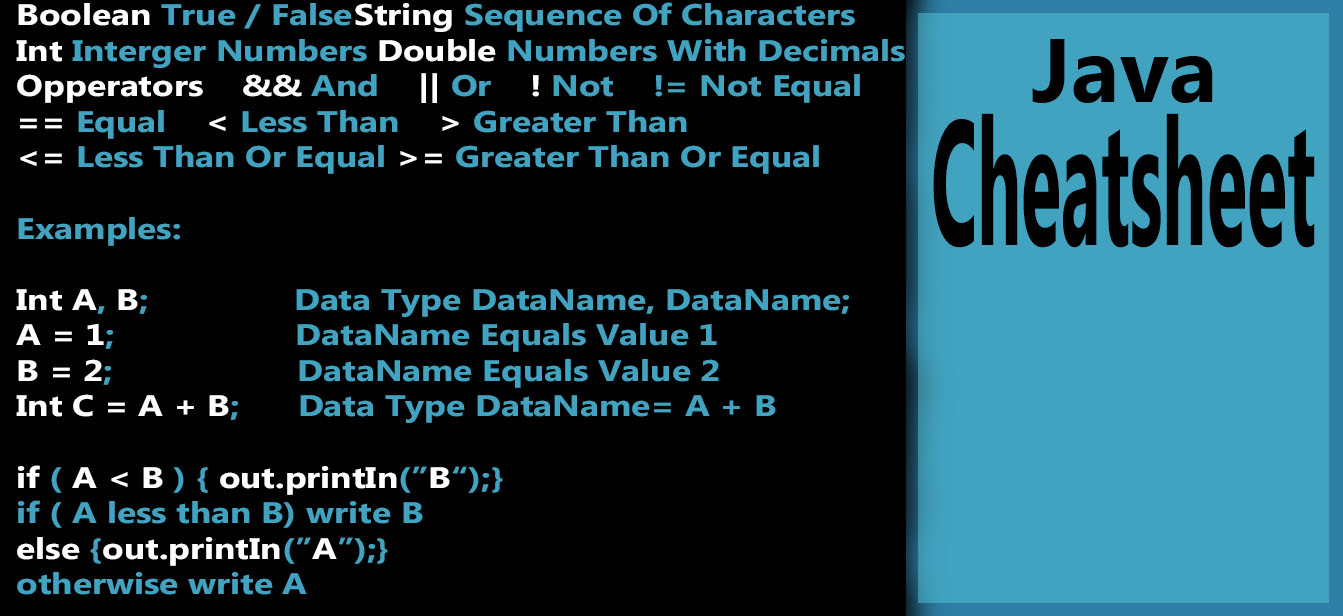 Boolean True / FalseString Sequence Of Characters
Int Interger Numbers Double Numbers With Decimals
Opperators && And || Or ! Not != Not Equal
== Equal < Less Than > Greater Than
<= Less Than Or Equal >= Greater Than Or Equal
Examples:
Int A, B; Data Type DataName, DataName;
A = 1; DataName Equals Value 1
B = 2; DataName Equals Value 2
Int C = A + B; Data Type DataName= A + B
if ( A < B ) { out.printIn(”B“);}
if ( A less than B) write B
else {out.printIn(”A”);}
otherwise write A
Java
Cheatsheet